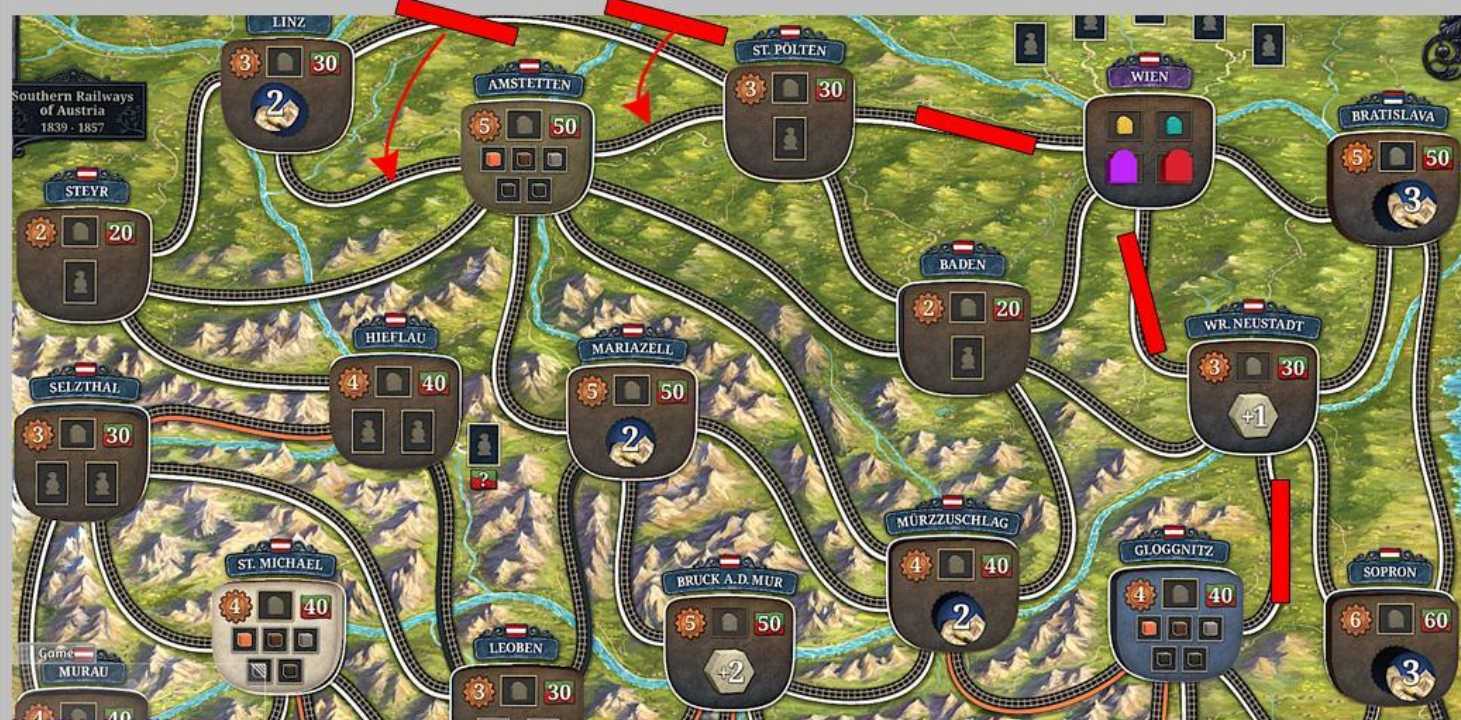 LINZ
3 30
2
ST. PÖLTEN
3 30
AMSTETTEN
5 50
WIEN
BRATISLAVA
5 50
3
Southern Railways
of Austria
1839 - 1857
STEYR
2 20
BADEN
2 20
HIEFLAU
4 40
MARIAZELL
5 50
2
WR. NEUSTADT
3 30
+1
SELZTHAL
3 30
?
MÜRZZUSCHLAG
4 40
2
GLOGGNITZ
4 40
SOPRON
6 60
3
ST. MICHAEL
4 40
BRUCK A.D. MUR
5 50
+2
LEOBEN
3 30
Game
MURAU
4 40